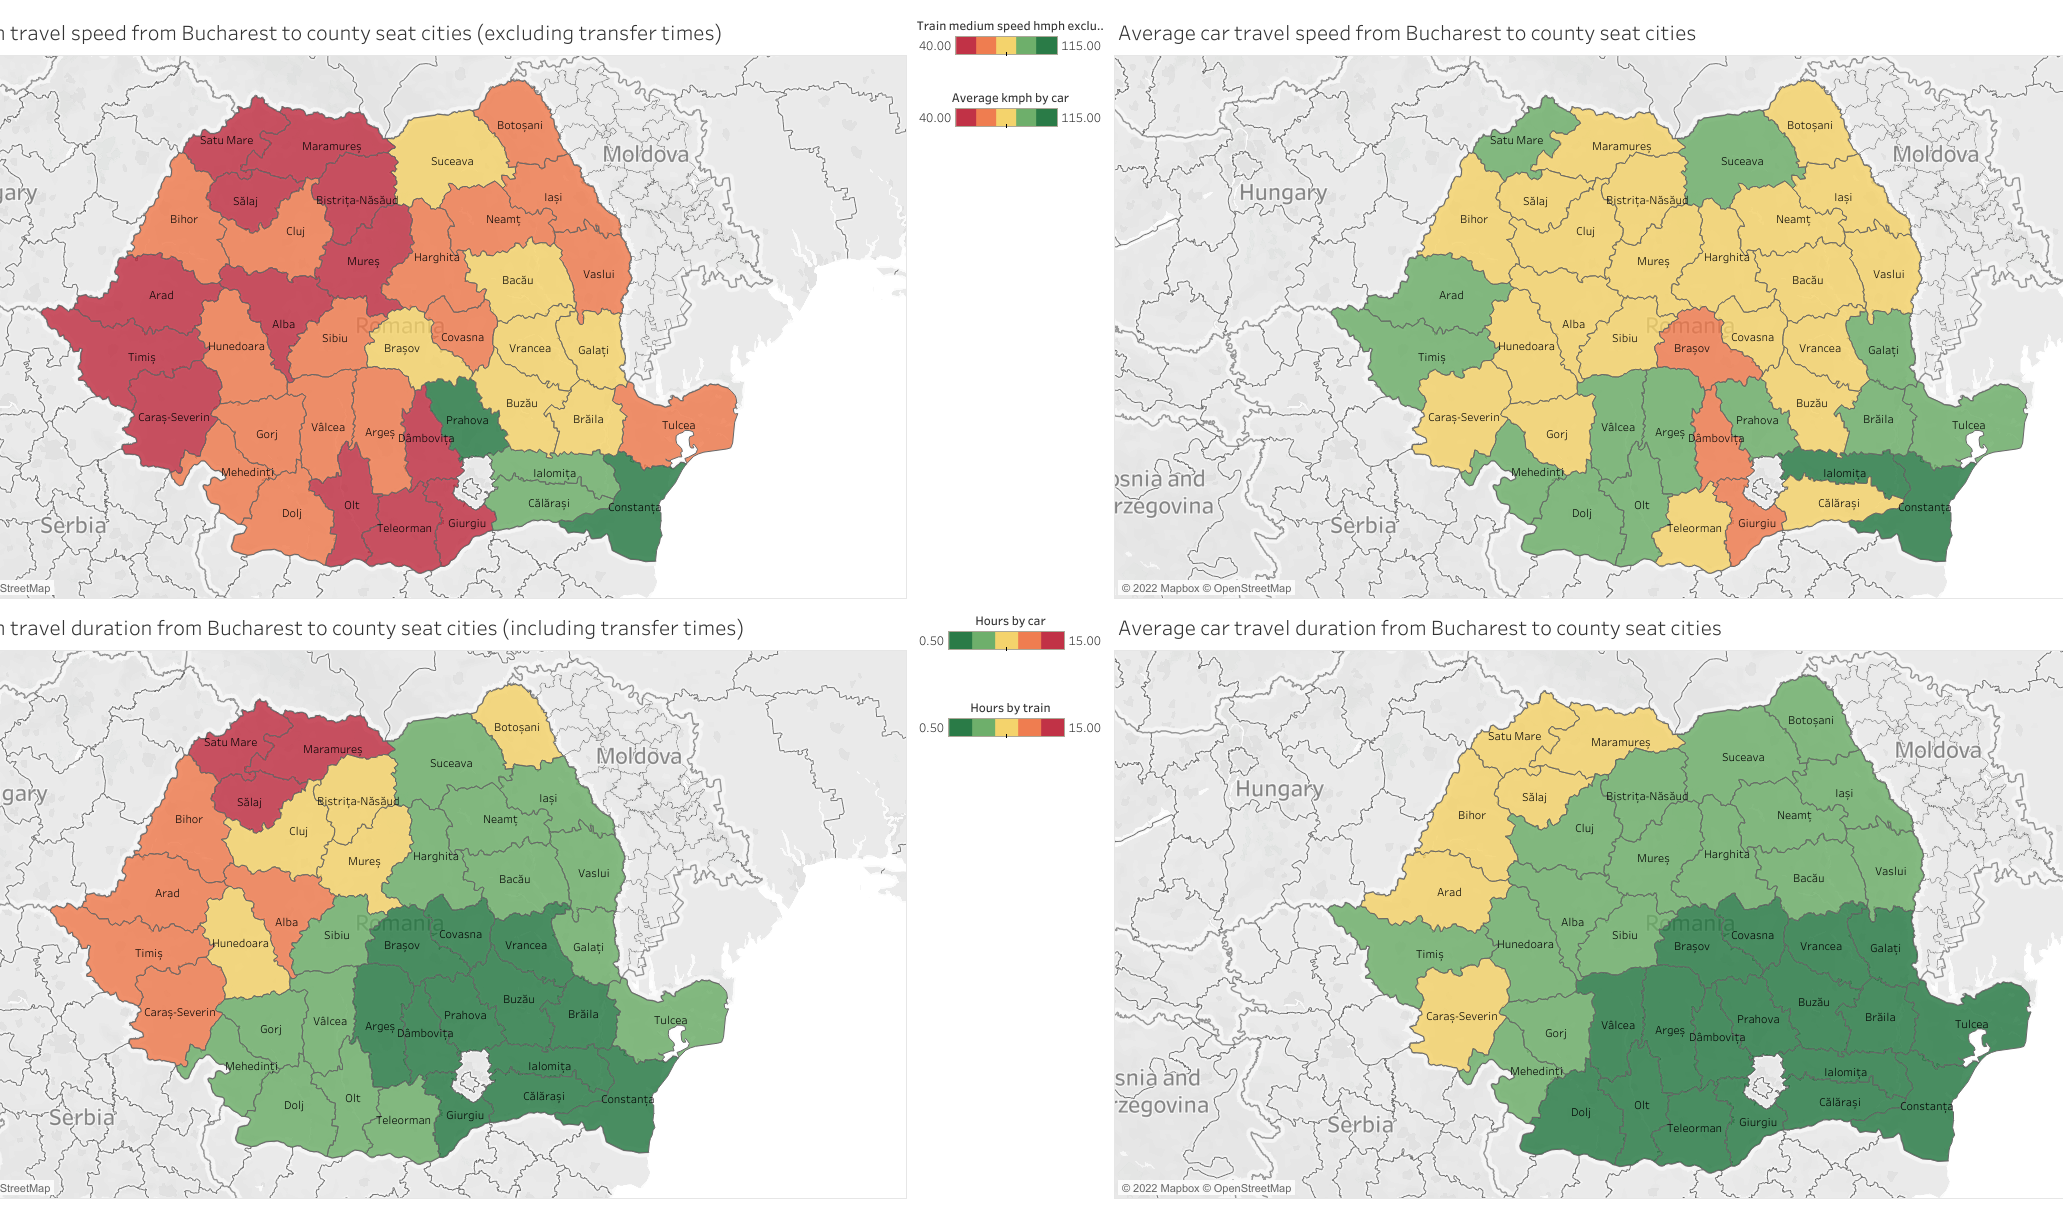 travel speed from Bucharest to county seat cities (excluding transfer times)
Train medium speed hmph exclu..
40.00 115.00
Average kmph by car
40.00 115.00
Average car travel speed from Bucharest to county seat cities
Satu Mare
Maramureș
Botoșani
Suceava
Moldova
Sălaj
Bistrița-Năsăud
Iași
Bihor
Cluj
Neamț
Mureș
Harghita
Vaslui
Bacău
Arad
Alba
Romania
Sibiu
Covasna
Hunedoara
Brașov
Vrancea
Galați
Timiș
Caraș-Severin
Buzău
Prahova
Brăila
Tulcea
Gorj
Vâlcea
Argeș
Dâmbovița
Mehedinți
Ialomița
Olt
Călărași
Constanța
Dolj
Teleorman
Giurgiu
Serbia
StreetMap
Hungary
Satu Mare
Maramureș
Botoșani
Suceava
Moldova
Sălaj
Bistrița-Năsăud
Iași
Bihor
Cluj
Neamț
Mureș
Harghita
Vaslui
Bacău
Arad
Alba
Romania
Sibiu
Covasna
Hunedoara
Brașov
Vrancea
Galați
Timiș
Caraș-Severin
Buzău
Prahova
Brăila
Tulcea
Gorj
Vâlcea
Argeș
Dâmbovița
Mehedinți
Ialomița
Olt
Călărași
Constanța
Dolj
Teleorman
Giurgiu
osnia and
rzegovina
Serbia
© 2022 Mapbox © OpenStreetMap
travel duration from Bucharest to county seat cities (including transfer times)
Hours by car
0.50 15.00
Hours by train
0.50 15.00
Average car travel duration from Bucharest to county seat cities
Satu Mare
Maramureș
Botoșani
Suceava
Moldova
gary
Sălaj
Bistrița-Năsăud
Iași
Bihor
Cluj
Neamț
Mureș
Harghita
Vaslui
Bacău
Arad
Alba
Romania
Sibiu
Covasna
Hunedoara
Brașov
Vrancea
Galați
Timiș
Caraș-Severin
Buzău
Prahova
Brăila
Tulcea
Gorj
Vâlcea
Argeș
Dâmbovița
Mehedinți
Ialomița
Olt
Călărași
Constanța
Dolj
Teleorman
Giurgiu
Serbia
StreetMap
Hungary
Satu Mare
Maramureș
Botoșani
Suceava
Moldova
Sălaj
Bistrița-Năsăud
Iași
Bihor
Cluj
Neamț
Mureș
Harghita
Vaslui
Bacău
Arad
Alba
Romania
Sibiu
Covasna
Hunedoara
Brașov
Vrancea
Galați
Timiș
Caraș-Severin
Buzău
Prahova
Brăila
Tulcea
Gorj
Vâlcea
Argeș
Dâmbovița
Mehedinți
Ialomița
Olt
Călărași
Constanța
Dolj
Teleorman
Giurgiu
snia and
rzegovina
Serbia
© 2022 Mapbox © OpenStreetMap